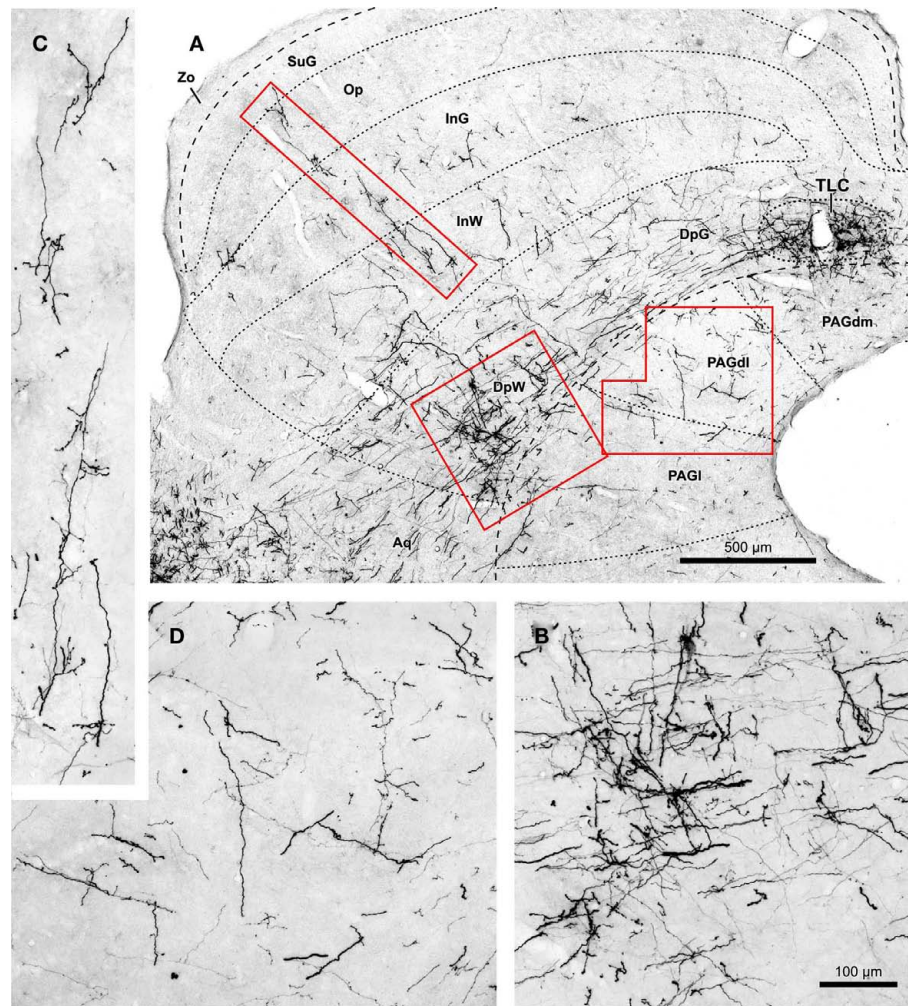 C
A
SuG
Zo
Op
InG
TLC
InW
DpG
PAGdm
PAGdl
DpW
PAGl
Aq
500 µm
D
B
100 µm